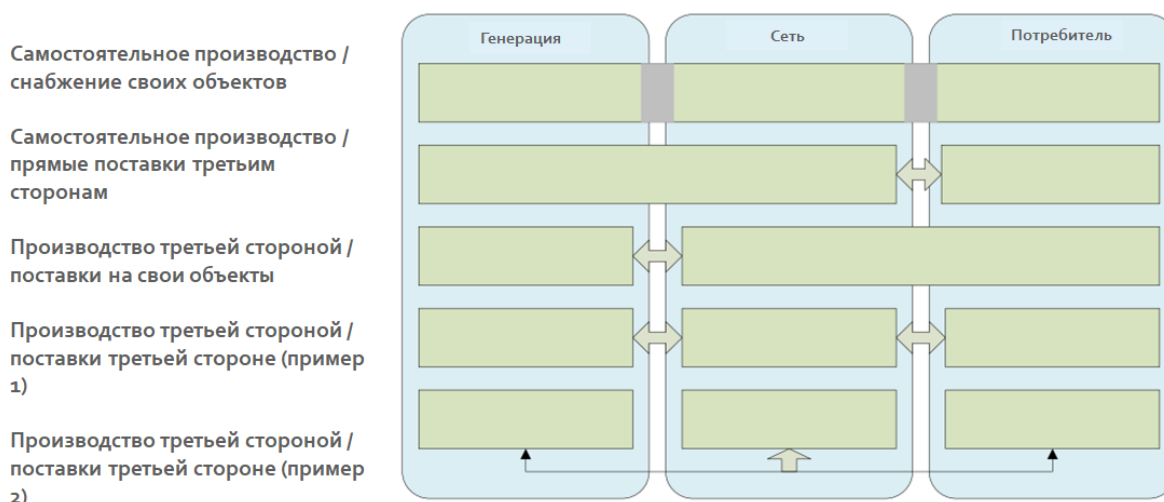 Генерация
Сеть
Потребитель
Самостоятельное производство /
снабжение своих объектов
Самостоятельное производство /
прямые поставки третьим
сторонам
Производство третьей стороной /
поставки на свои объекты
Производство третьей стороной /
поставки третьей стороне (пример
1)
Производство третьей стороной /
поставки третьей стороне (пример
2)